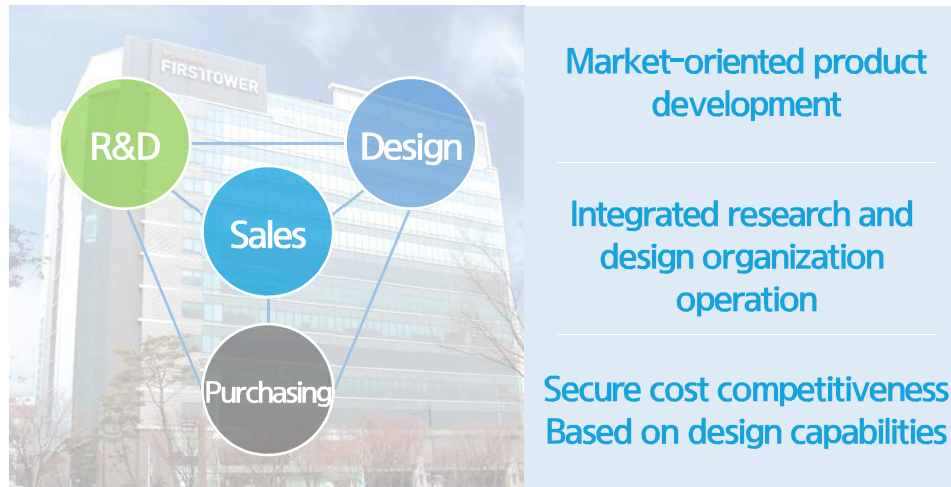 FIRSTTOWER
R&D
Design
Sales
Purchasing
Market-oriented product
development
Integrated research and
design organization
operation
Secure cost competitiveness
Based on design capabilities